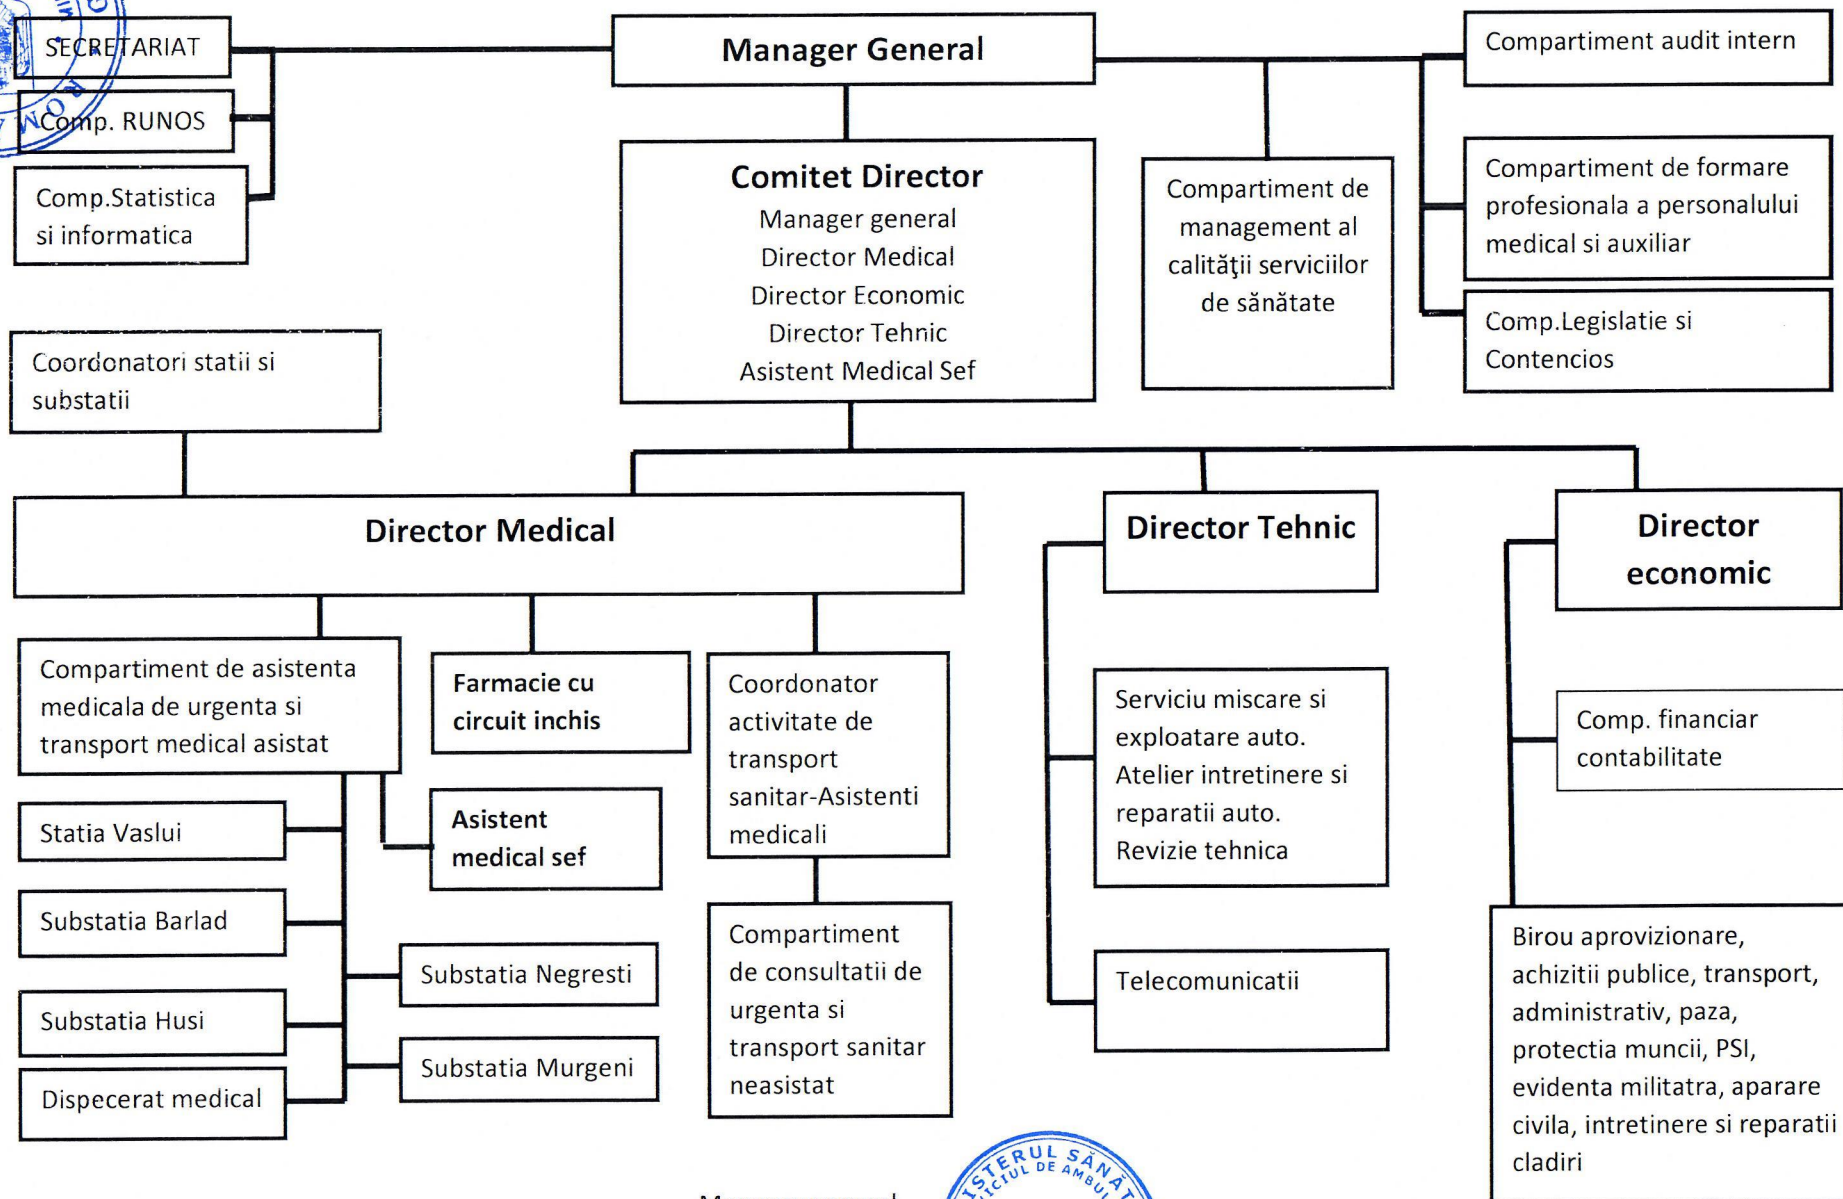 SECRETARIAT
Comp. RUNOS
Comp.Statistica
si informatica
Manager General
Comitet Director
Manager general
Director Medical
Director Economic
Director Tehnic
Asistent Medical Sef
Compartiment de
management al
calităţii serviciilor
de sănătate
Compartiment audit intern
Compartiment de formare
profesionala a personalului
medical si auxiliar
Comp.Legislatie si
Contencios
Coordonatori statii si
substatii
Director Medical
Director Tehnic
Director
economic
Compartiment de asistenta
medicala de urgenta si
transport medical asistat
Farmacie cu
circuit inchis
Coordonator
activitate de
transport
sanitar-Asistenti
medicali
Asistent
medical sef
Statia Vaslui
Substatia Barlad
Substatia Husi
Dispecerat medical
Substatia Negresti
Substatia Murgeni
Compartiment
de consultatii de
urgenta si
transport sanitar
neasistat
Serviciu miscare si
exploatare auto.
Atelier intretinere si
reparatii auto.
Revizie tehnica
Telecomunicatii
Comp. financiar
contabilitate
Birou aprovizionare,
achizitii publice, transport,
administrativ, paza,
protectia muncii, PSI,
evidenta militatra, aparare
civila, intretinere si reparatii
cladiri